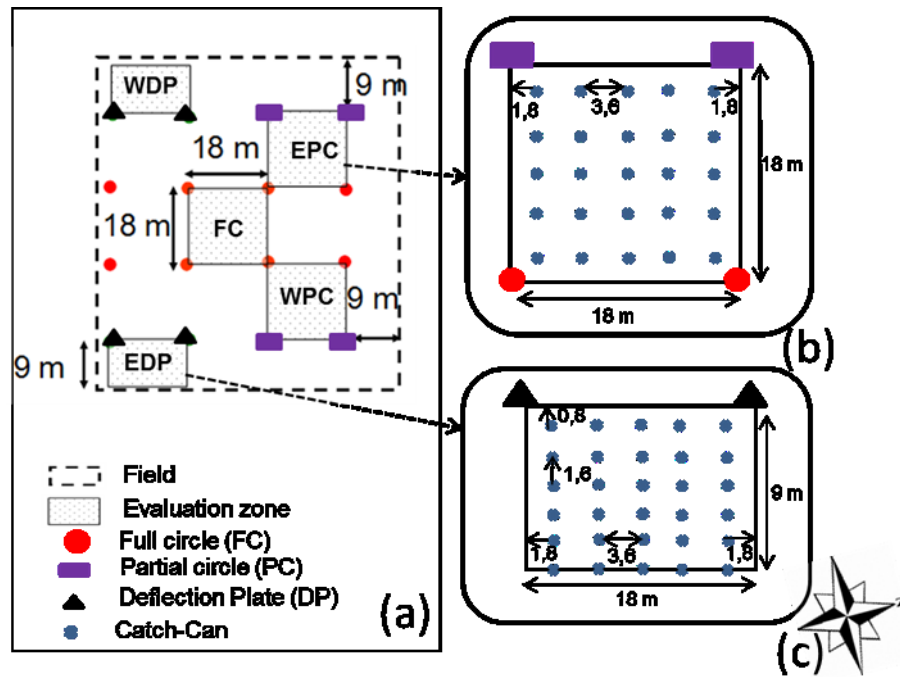 WDP
9 m
EPC
18 m
FC
18 m
WPC
9 m
EDP
9 m
Field
Evaluation zone
Full circle (FC)
Partial circle (PC)
Deflection Plate (DP)
Catch-Can
(a)
1,8
3,6
1,8
18 m
18 m
(b)
0,8
1,6
9 m
1,8
3,6
1,8
18 m
(c)